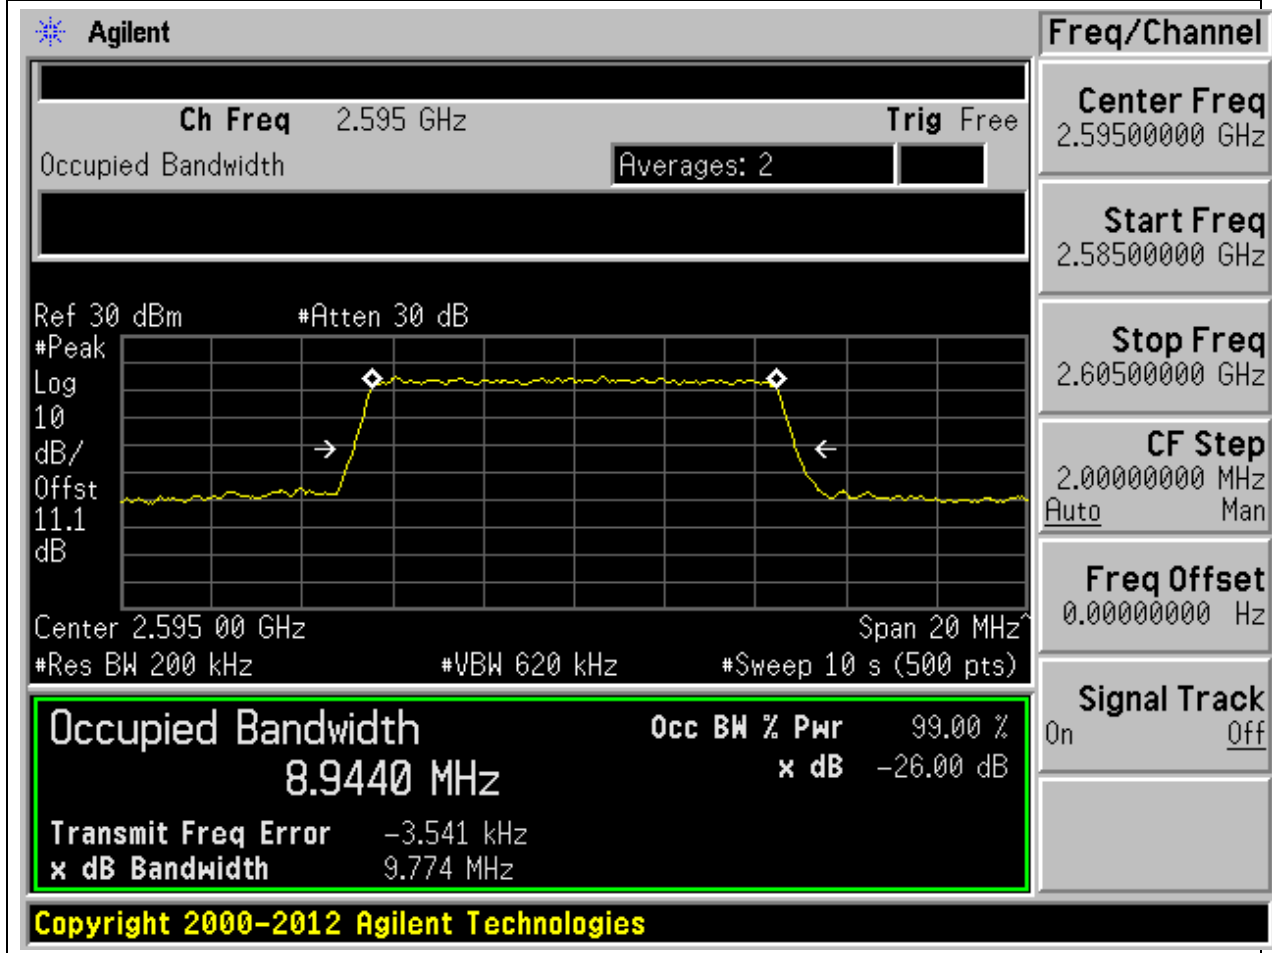 Agilent
Freq/Channel
Ch Freq 2.595 GHz Trig Free
Occupied Bandwidth Averages: 2
Center Freq
2.59500000 GHz
Start Freq
2.58500000 GHz
Stop Freq
2.60500000 GHz
CF Step
2.00000000 MHz
Auto Man
Freq Offset
0.00000000 Hz
Signal Track
On Off
Ref 30 dBm #Atten 30 dB
#Peak
Log
10
dB/
Offst
11.1
dB
Center 2.595 00 GHz Span 20 MHz^
#Res BW 200 kHz #VBW 620 kHz #Sweep 10 s (500 pts)
Occupied Bandwidth
8.9440 MHz
Occ BW % Pwr 99.00 %
x dB -26.00 dB
Transmit Freq Error -3.541 kHz
x dB Bandwidth 9.774 MHz
Copyright 2000-2012 Agilent Technologies